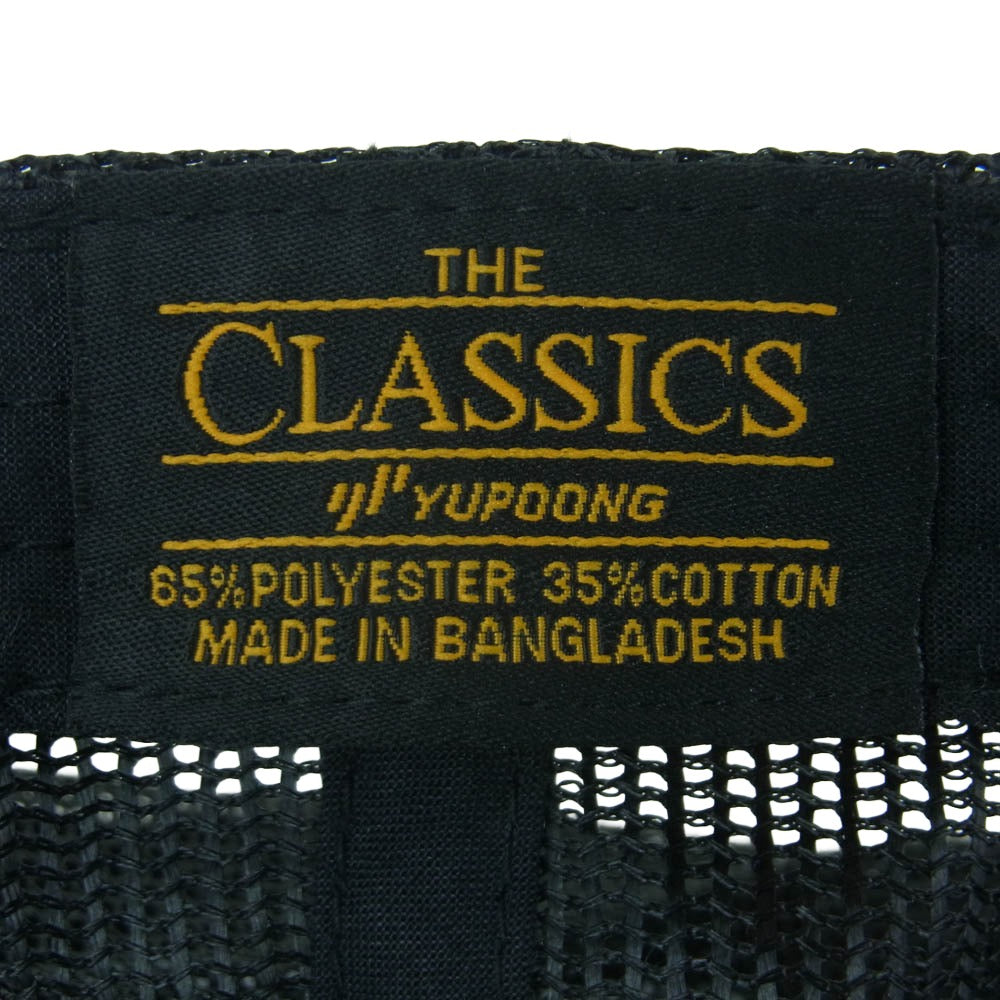 THE
CLASSICS
YUPOONG
65%POLYESTER 35%COTTON
MADE IN BANGLADESH